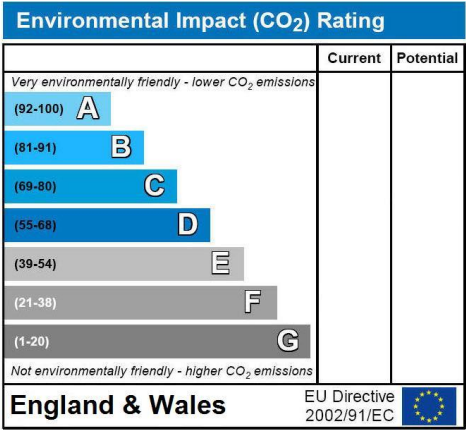 Environmental Impact (CO₂) Rating
Current Potential
Very environmentally friendly - lower CO₂ emissions
(92-100) A
(81-91) B
(69-80) C
(55-68) D
(39-54) E
(21-38) F
(1-20) G
Not environmentally friendly - higher CO₂ emissions
England & Wales
EU Directive
2002/91/EC